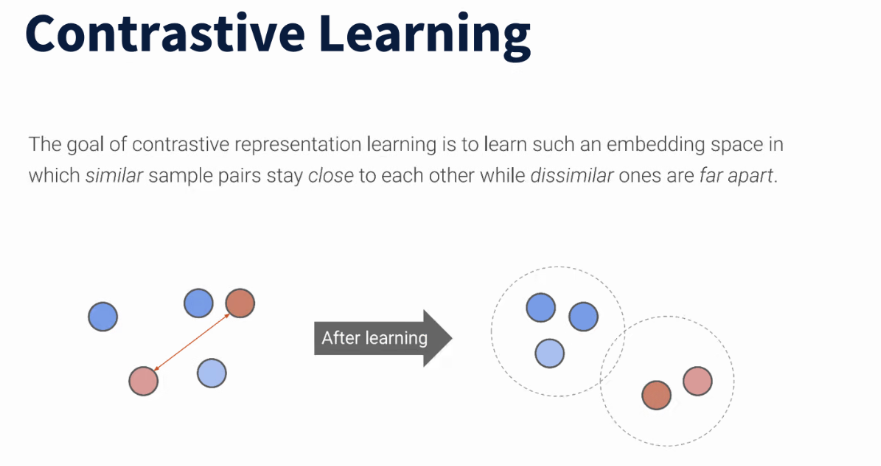 Contrastive Learning
The goal of contrastive representation learning is to learn such an embedding space in
which similar sample pairs stay close to each other while dissimilar ones are far apart.
After learning